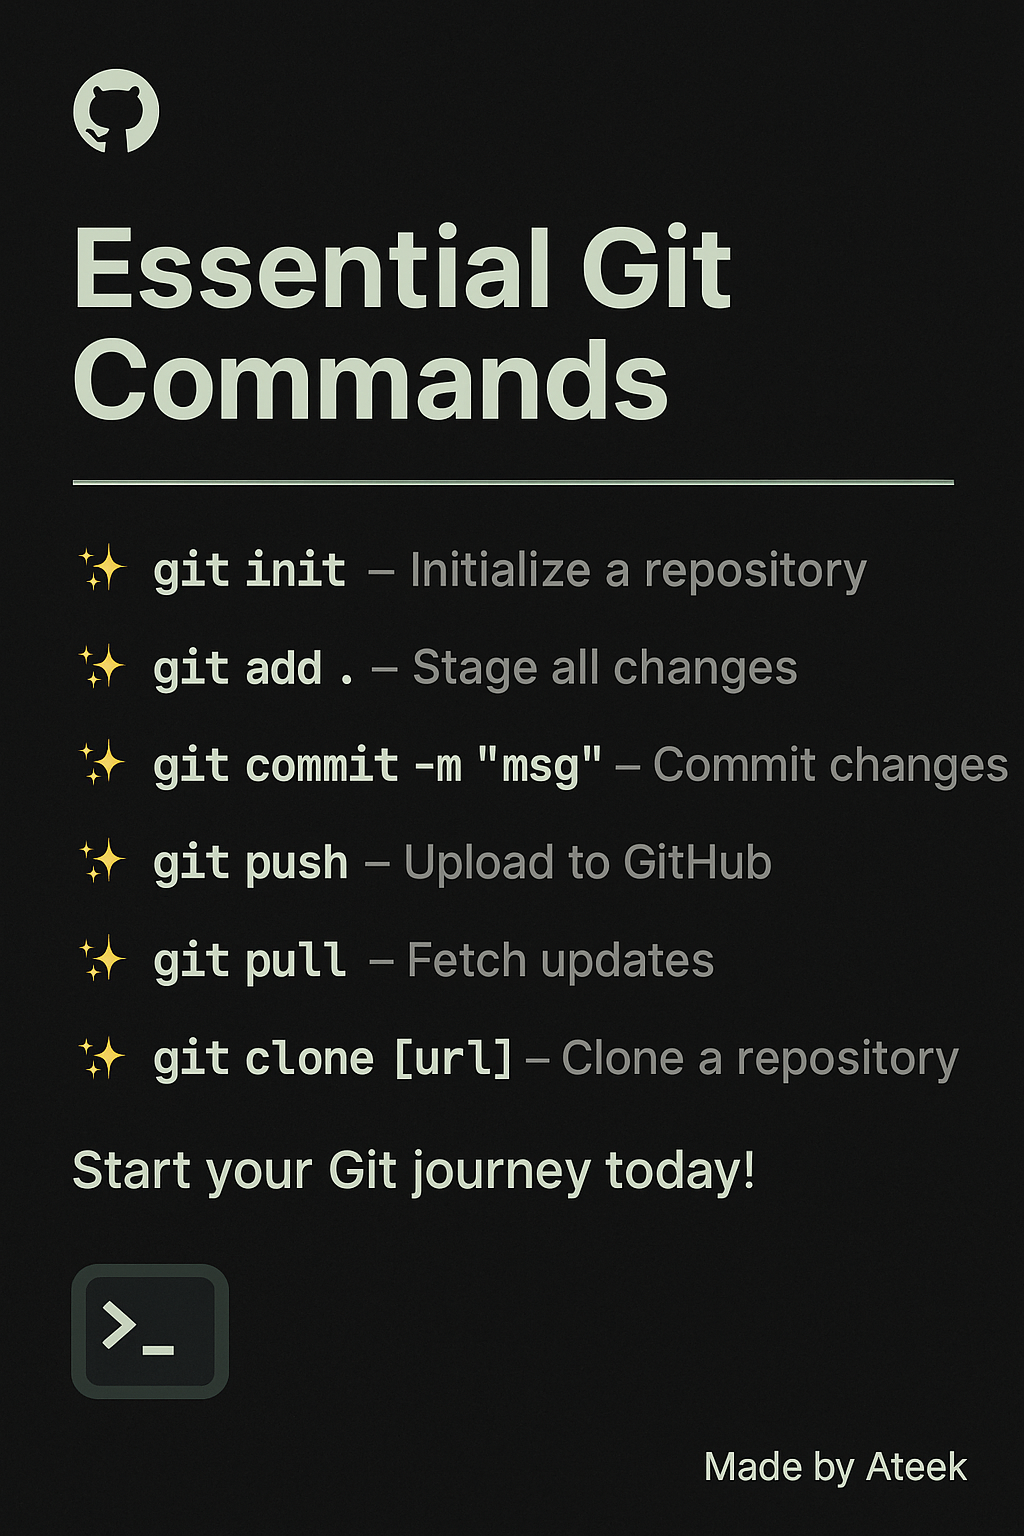 Essential Git
Commands
✨ git init – Initialize a repository
✨ git add . – Stage all changes
✨ git commit -m "msg" – Commit changes
✨ git push – Upload to GitHub
✨ git pull – Fetch updates
✨ git clone [url] – Clone a repository
Start your Git journey today!
>_
Made by Ateek